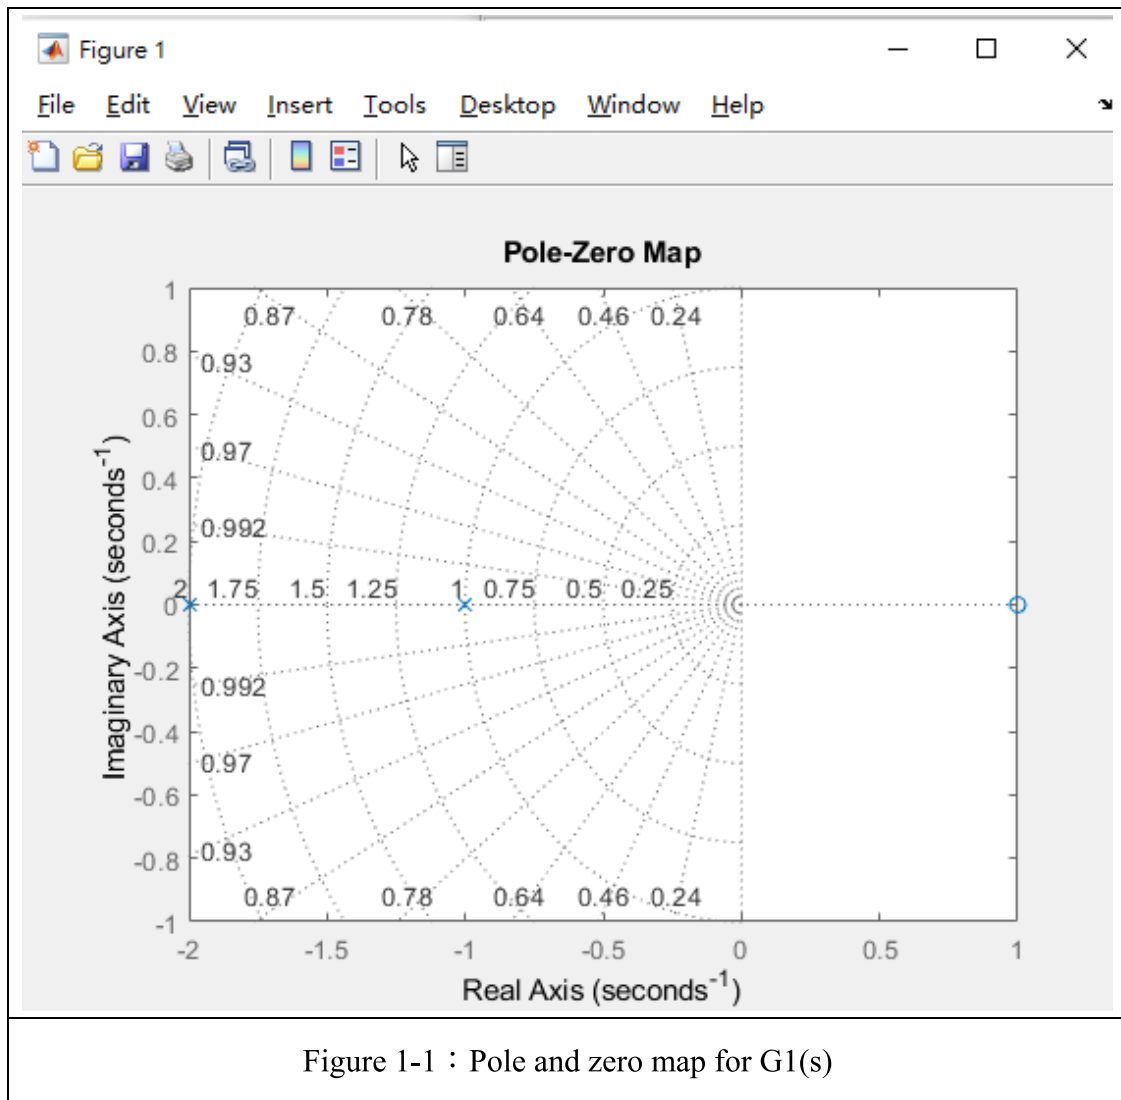 Figure 1
File Edit View Insert Tools Desktop Window Help
Pole-Zero Map
1
0.87 0.78 0.64 0.46 0.24
0.8
0.93
0.6
0.97
0.4
0.992
0.2
2 1.75 1.5 1.25 1 0.75 0.5 0.25
0
-0.2
0.992
-0.4
0.97
-0.6
0.93
-0.8
0.87 0.78 0.64 0.46 0.24
-1
-2 -1.5 -1 -0.5 0 0.5 1
Imaginary Axis (seconds⁻¹)
Real Axis (seconds⁻¹)
Figure 1-1：Pole and zero map for G1(s)